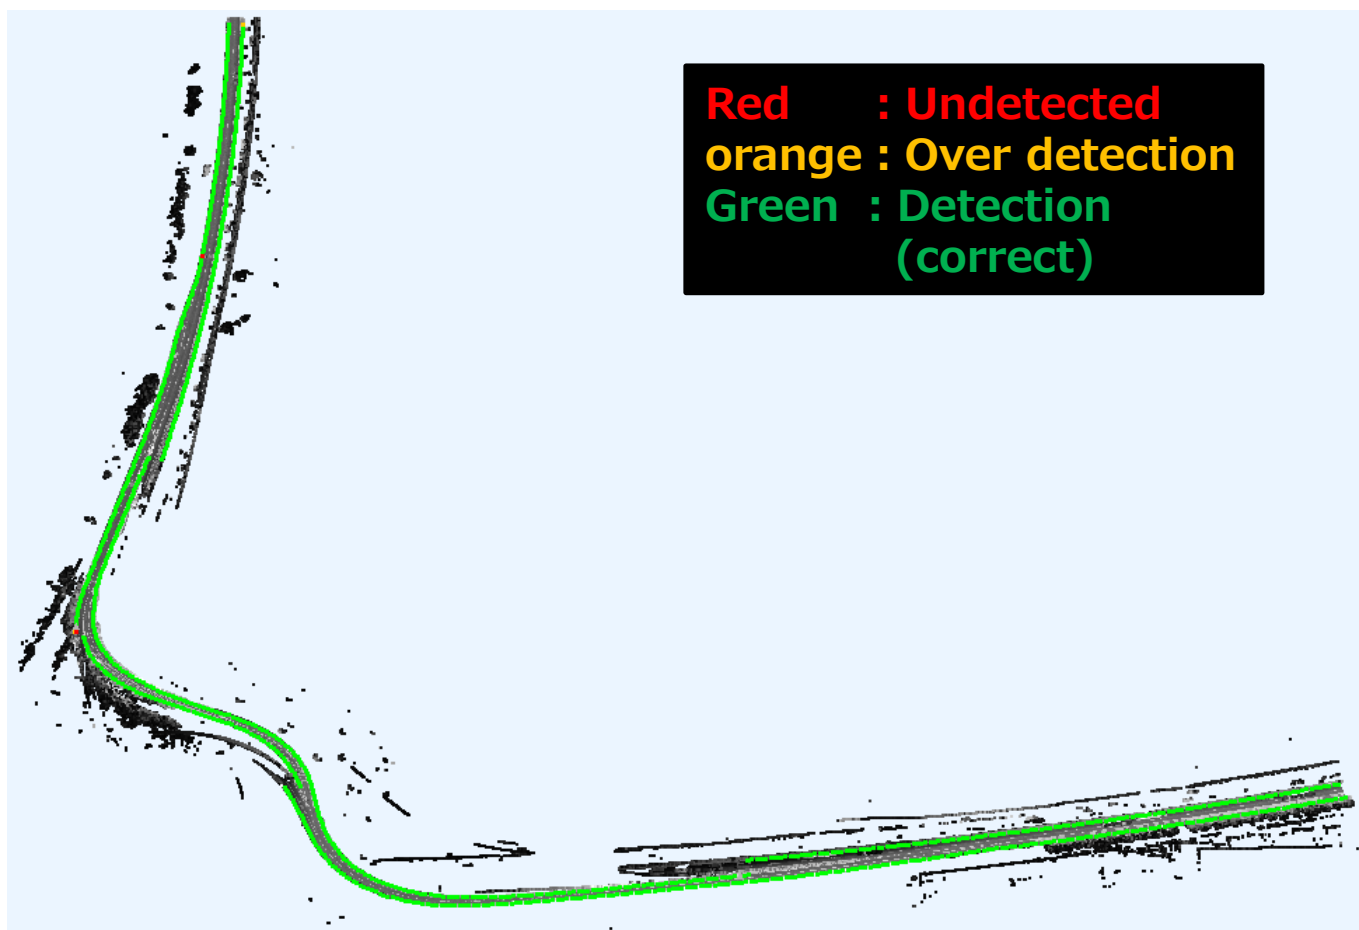 Red : Undetected
orange : Over detection
Green : Detection
(correct)